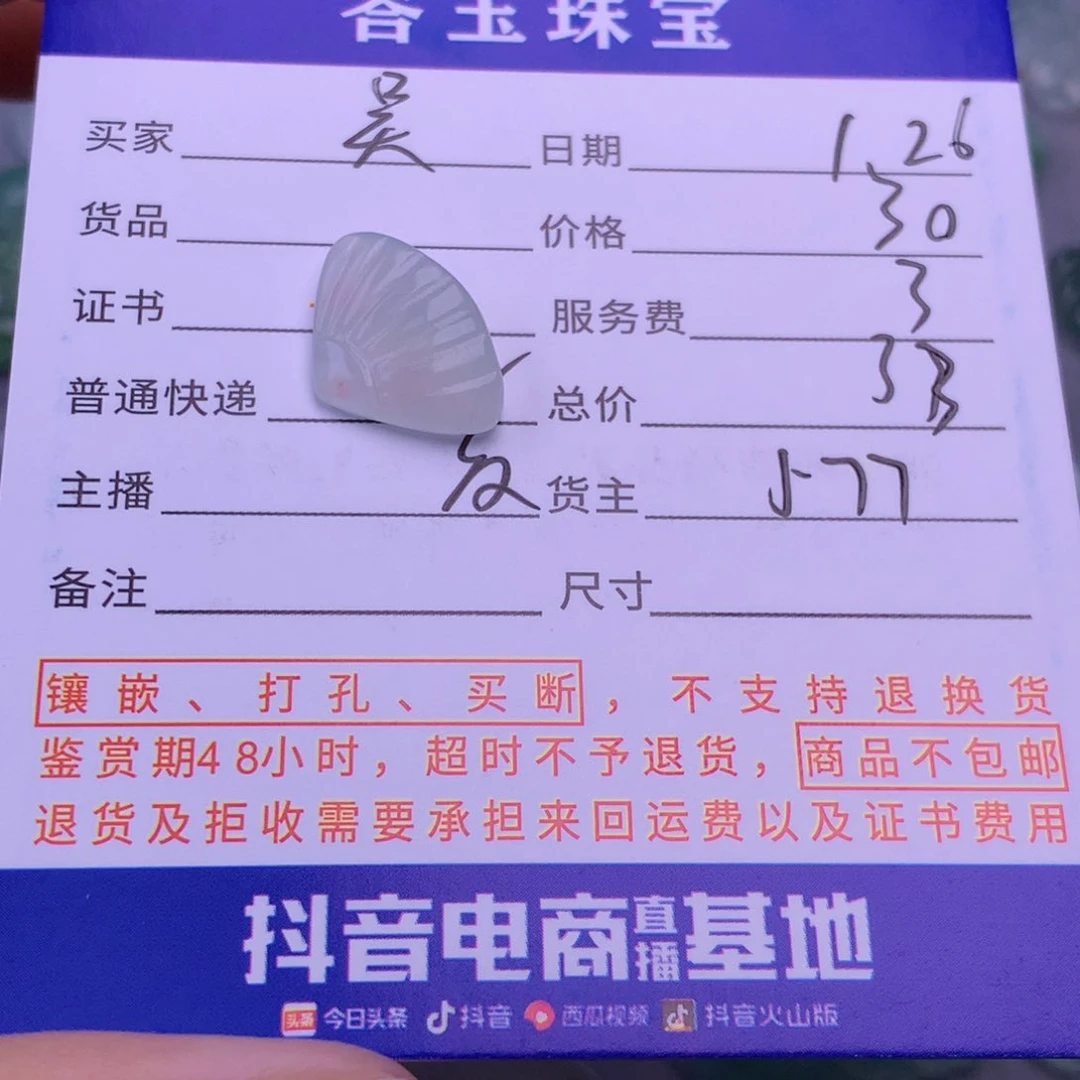 玉珠宝
买家 吴 日期 1.26
货品 价格 30
证书 服务费 3
普通快递 总价 33
主播 货主 577
备注 尺寸
镶嵌、打孔、买断，不支持退换货
鉴赏期48小时，超时不予退货，商品不包邮
退货及拒收需要承担来回运费以及证书费用
抖音电商直播基地
头条 今日头条 抖音 西瓜视频 抖音火山版